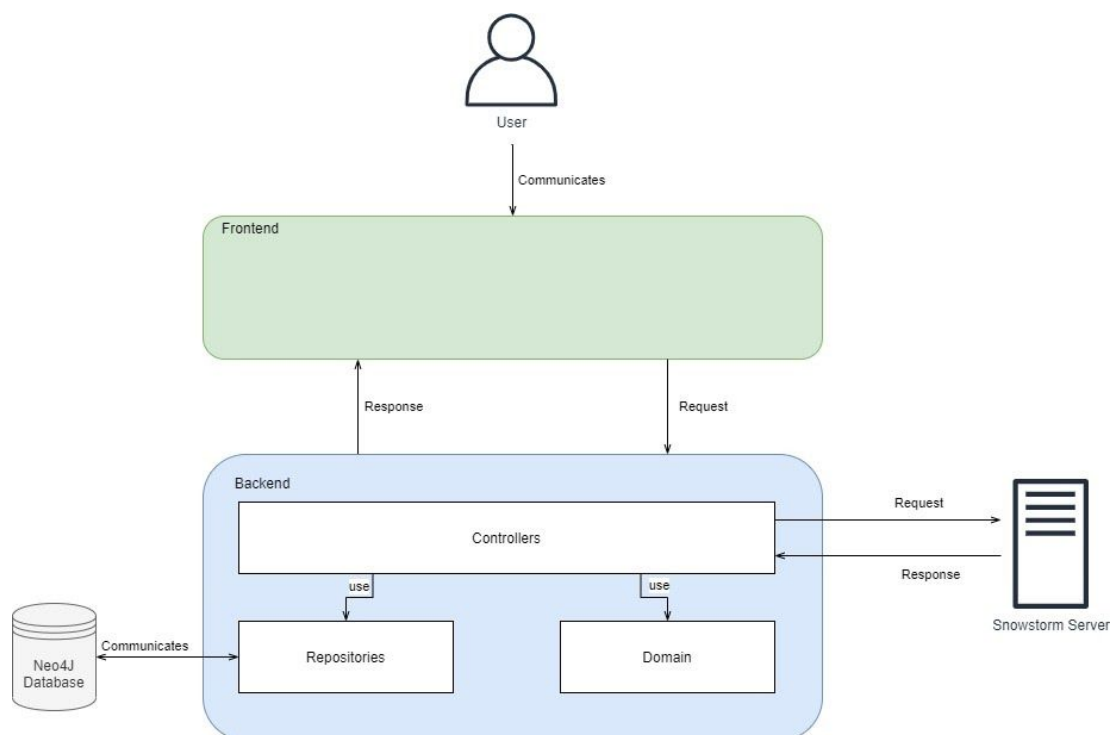 User
Communicates
Frontend
Response
Request
Backend
Controllers
Request
Response
use
use
Communicates
Neo4J
Database
Repositories
Domain
Snowstorm Server